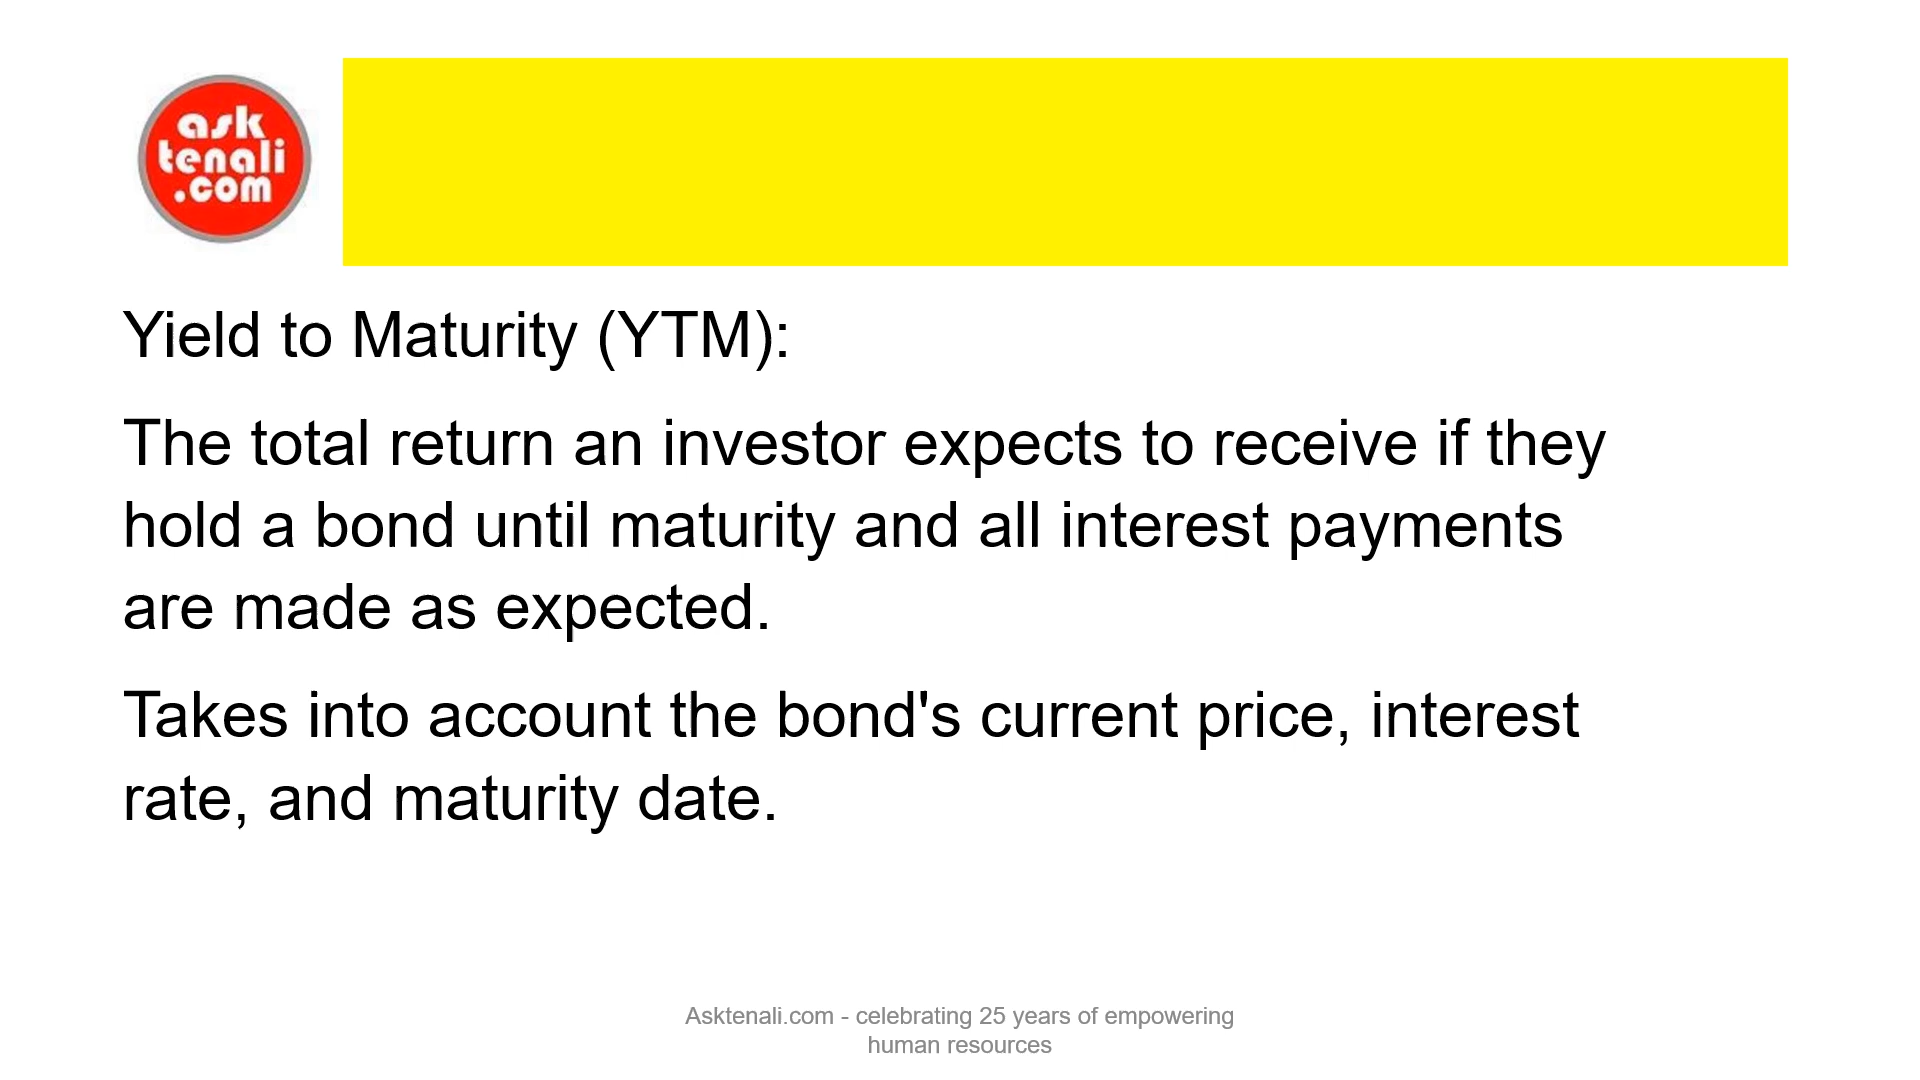 ask
tenali
.com
Yield to Maturity (YTM):
The total return an investor expects to receive if they
hold a bond until maturity and all interest payments
are made as expected.
Takes into account the bond's current price, interest
rate, and maturity date.
Asktenali.com - celebrating 25 years of empowering
human resources